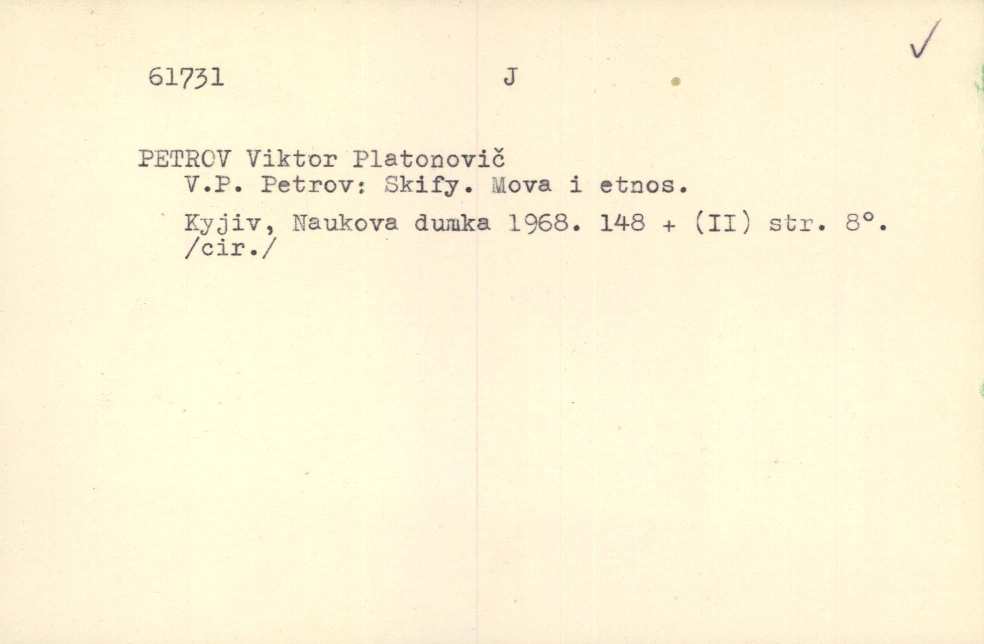 61731 J
PETROV Viktor Platonovič
V.P. Petrov: Skify. Mova i etnos.
Kyjiv, Naukova dumka 1968. 148 + (II) str. 8°.
/cir./